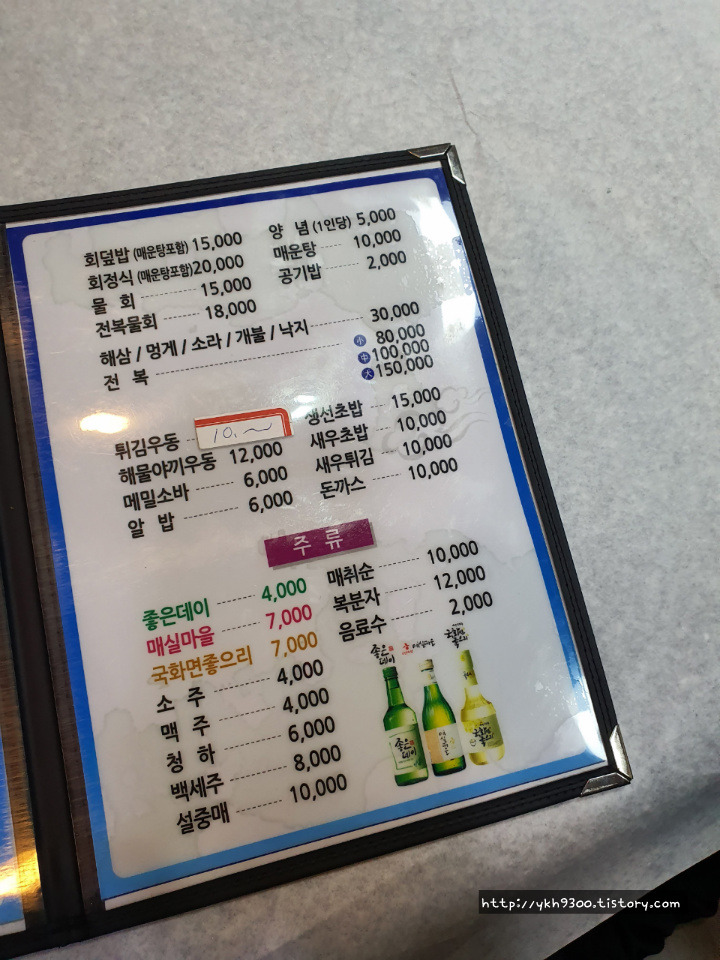 회덮밥 (매운탕포함) 15,000
회정식 (매운탕포함) 20,000
물 회 15,000
전복물회 18,000
양 념 (1인당) 5,000
매운탕 10,000
공기밥 2,000
해삼 / 멍게 / 소라 / 개불 / 낙지 30,000
전 복 小 80,000
中 100,000
大 150,000
튀김우동 10.~
해물야끼우동 12,000
메밀소바 6,000
알 밥 6,000
생선초밥 15,000
새우초밥 10,000
새우튀김 10,000
돈까스 10,000
주 류
좋은데이 4,000
매실마을 7,000
국화면좋으리 7,000
소 주 4,000
맥 주 4,000
청 하 6,000
백세주 8,000
설중매 10,000
매취순 10,000
복분자 12,000
음료수 2,000
좋은데이
매실마을
좋은데이
http://ykh9300.tistory.com